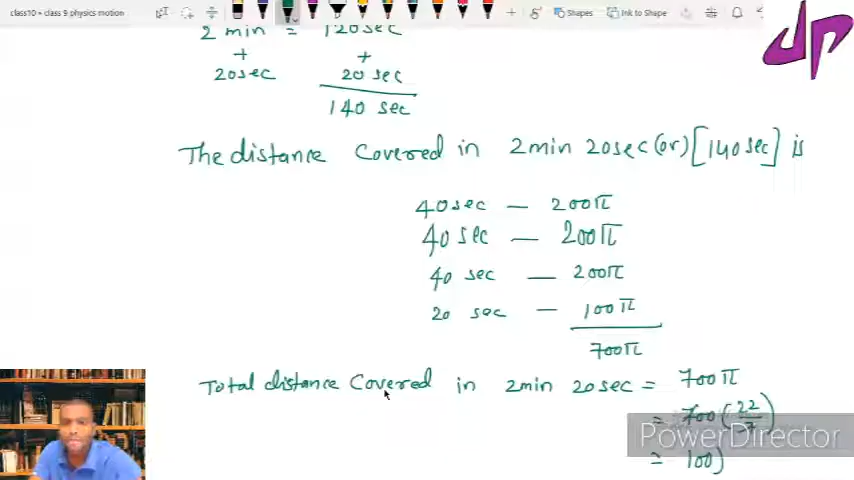 class10 + class 9 physics motion
Shapes
Ink to Shape
2 min = 120sec
+ +
20sec 20 sec
140 sec
The distance Covered in 2min 20sec(or)[140sec] is
40sec — 200π
40 sec — 200π
40 sec — 200π
20 sec — 100π
700π
Total distance Covered in 2min 20sec = 700π
= 700(22/7)
PowerDirector
= 100)